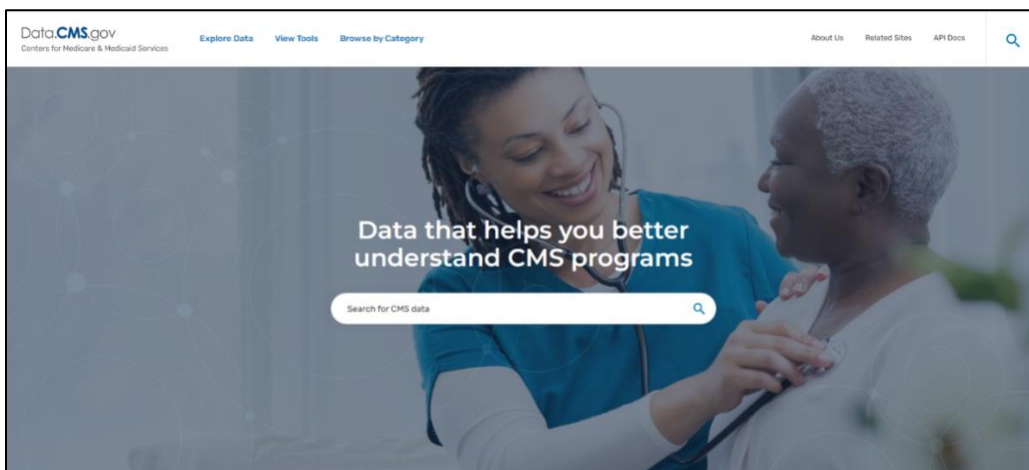 Data.CMS.gov
Centers for Medicare & Medicaid Services
Explore Data View Tools Browse by Category
About Us Related Sites API Docs
Data that helps you better
understand CMS programs
Search for CMS data